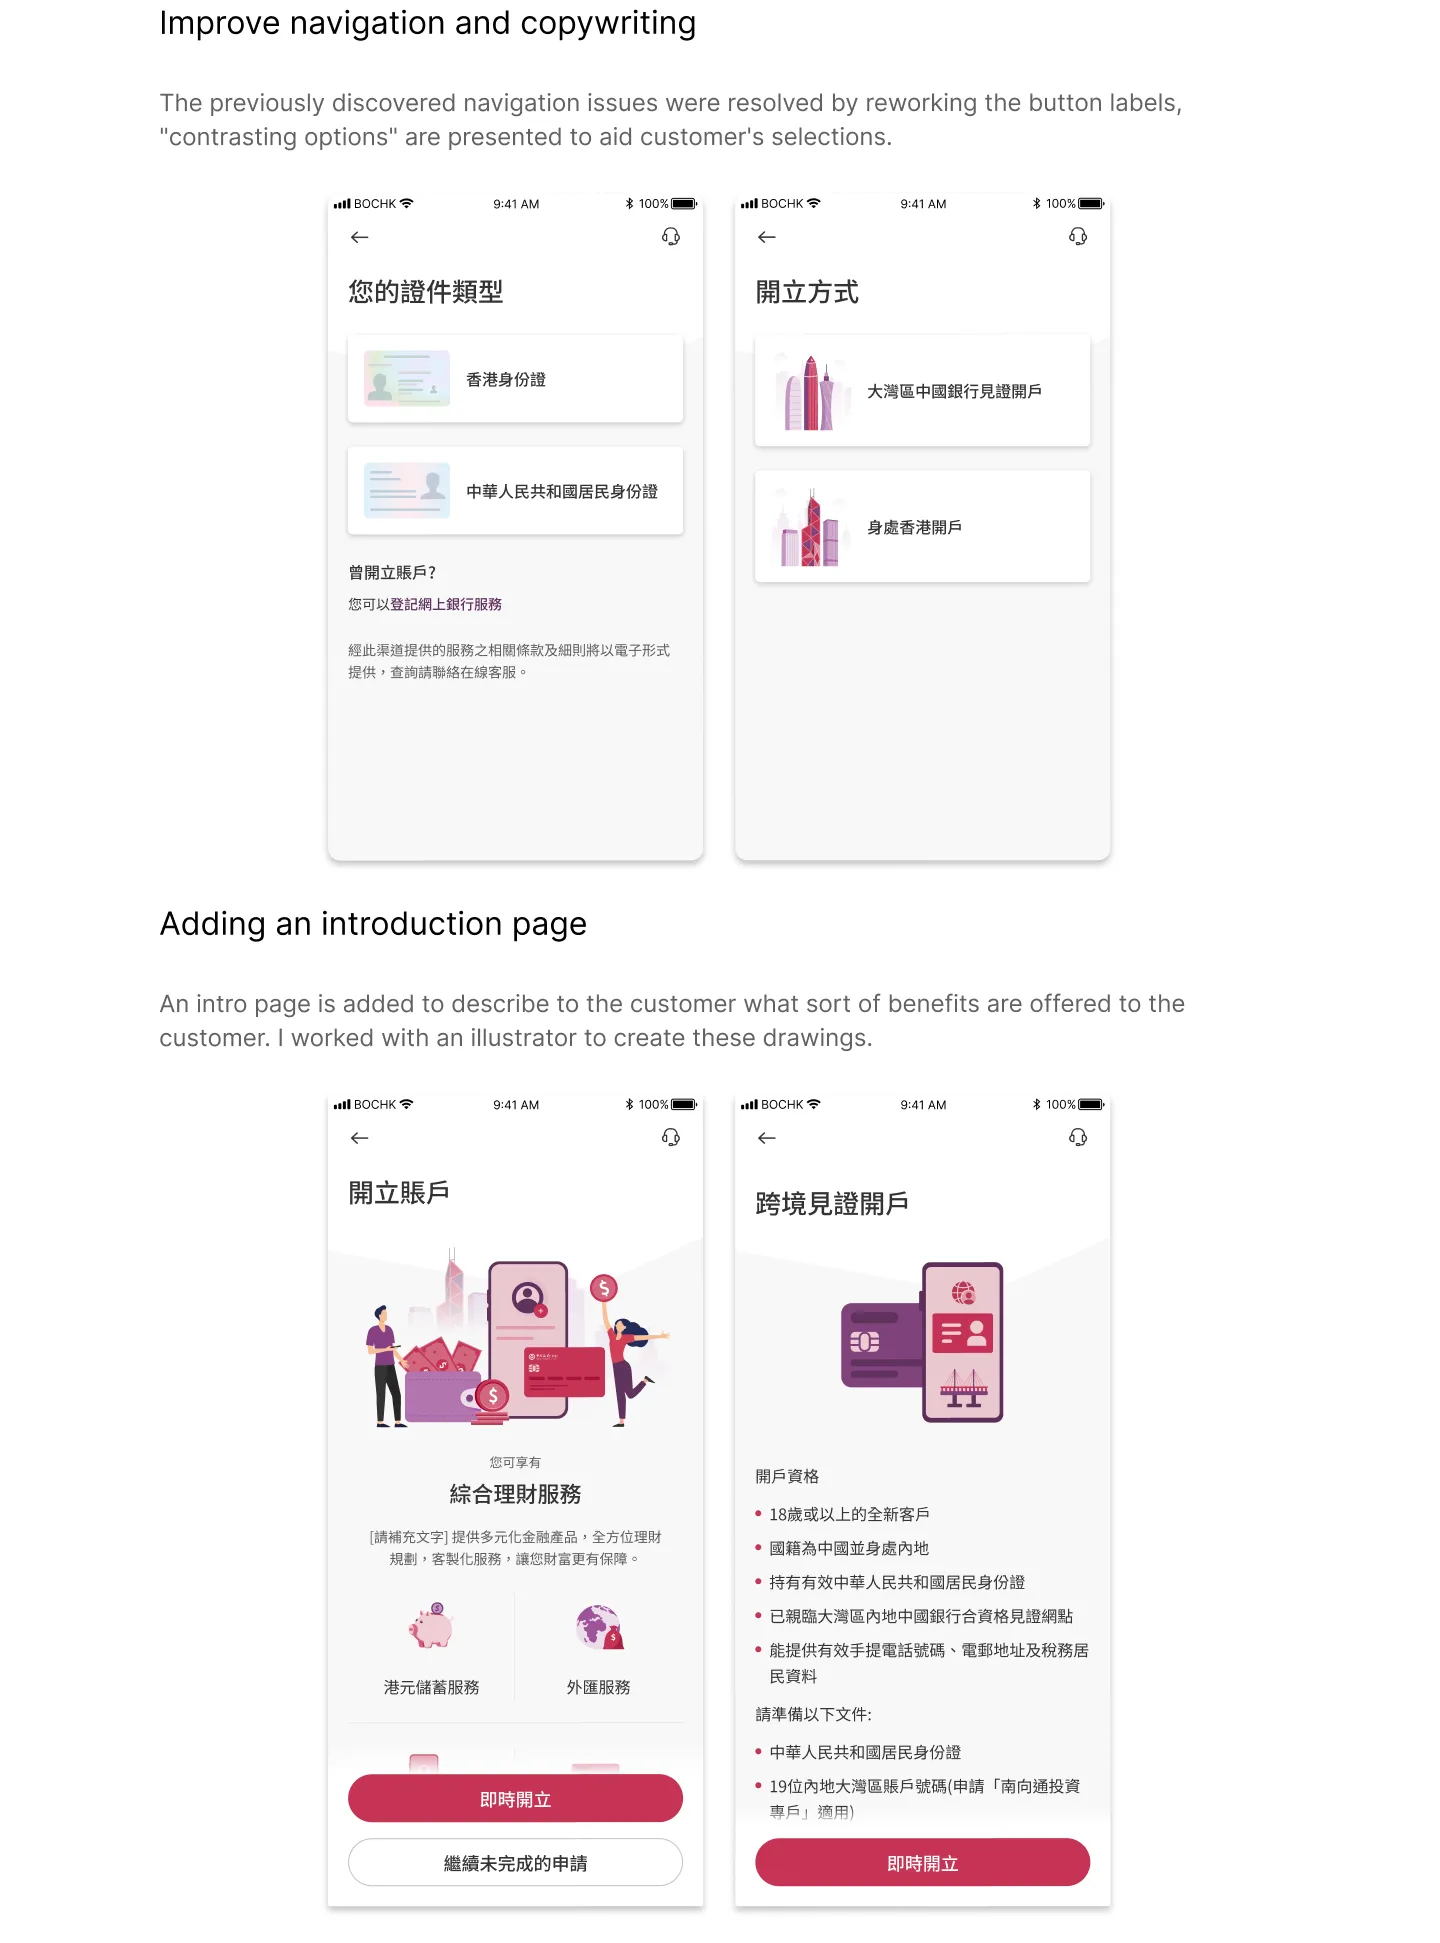 Improve navigation and copywriting
The previously discovered navigation issues were resolved by reworking the button labels,
"contrasting options" are presented to aid customer's selections.
BOCHK 9:41 AM 100%
您的證件類型
香港身份證
中華人民共和國居民身份證
曾開立賬戶?
您可以登記網上銀行服務
經此渠道提供的服務之相關條款及細則將以電子形式
提供，查詢請聯絡在線客服。
BOCHK 9:41 AM 100%
開立方式
大灣區中國銀行見證開戶
身處香港開戶
Adding an introduction page
An intro page is added to describe to the customer what sort of benefits are offered to the
customer. I worked with an illustrator to create these drawings.
BOCHK 9:41 AM 100%
開立賬戶
您可享有
綜合理財服務
[請補充文字] 提供多元化金融產品，全方位理財
規劃，客製化服務，讓您財富更有保障。
港元儲蓄服務
外匯服務
即時開立
繼續未完成的申請
BOCHK 9:41 AM 100%
跨境見證開戶
開戶資格
• 18歲或以上的全新客戶
• 國籍為中國並身處內地
• 持有有效中華人民共和國居民身份證
• 已親臨大灣區內地中國銀行合資格見證網點
• 能提供有效手提電話號碼、電郵地址及稅務居
民資料
請準備以下文件:
• 中華人民共和國居民身份證
• 19位內地大灣區賬戶號碼(申請「南向通投資
專戶」適用)
即時開立